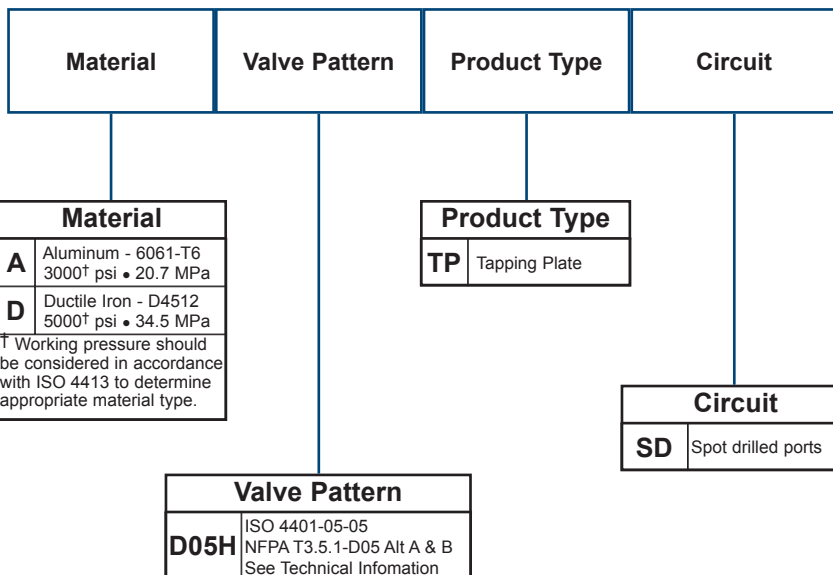 Material
Valve Pattern
Product Type
Circuit
Material
A
Aluminum - 6061-T6
3000† psi • 20.7 MPa
D
Ductile Iron - D4512
5000† psi • 34.5 MPa
† Working pressure should
be considered in accordance
with ISO 4413 to determine
appropriate material type.
Product Type
TP
Tapping Plate
Circuit
SD
Spot drilled ports
Valve Pattern
D05H
ISO 4401-05-05
NFPA T3.5.1-D05 Alt A & B
See Technical Infomation